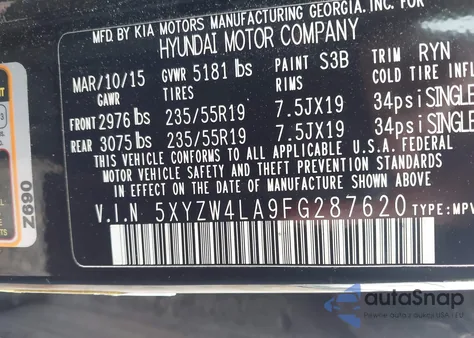 MFD.BY KIA MOTORS MANUFACTURING GEORGIA, INC. FOR
HYUNDAI MOTOR COMPANY
MAR/10/15 GVWR 5181 lbs PAINT S3B TRIM RYN
GAWR TIRES RIMS COLD TIRE INFL
FRONT 2976 lbs 235/55R19 7.5JX19 34psi SINGLE
REAR 3075 lbs 235/55R19 7.5JX19 34psi SINGLE
THIS VEHICLE CONFORMS TO ALL APPLICABLE U.S.A FEDERAL
MOTOR VEHICLE SAFETY AND THEFT PREVENTION STANDARDS
IN EFFECT ON THE DATE OF MANUFACTURE SHOWN ABOVE.
V.I.N 5XYZW4LA9FG287620 TYPE:MPV
Z690
autoSnap